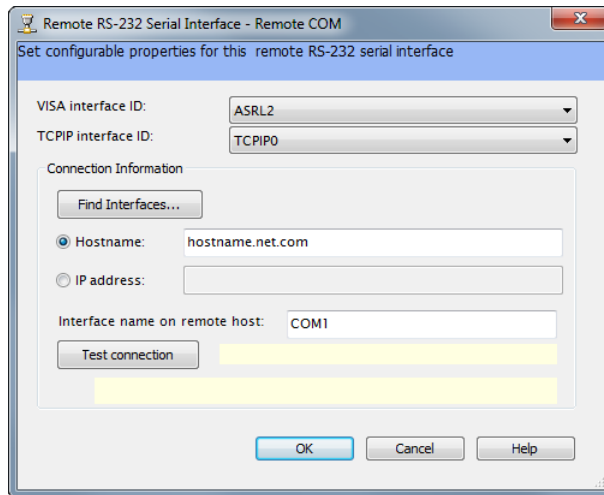 Remote RS-232 Serial Interface - Remote COM
Set configurable properties for this remote RS-232 serial interface
VISA interface ID: ASRL2
TCPIP interface ID: TCPIP0
Connection Information
Find Interfaces...
Hostname: hostname.net.com
IP address:
Interface name on remote host: COM1
Test connection
OK Cancel Help